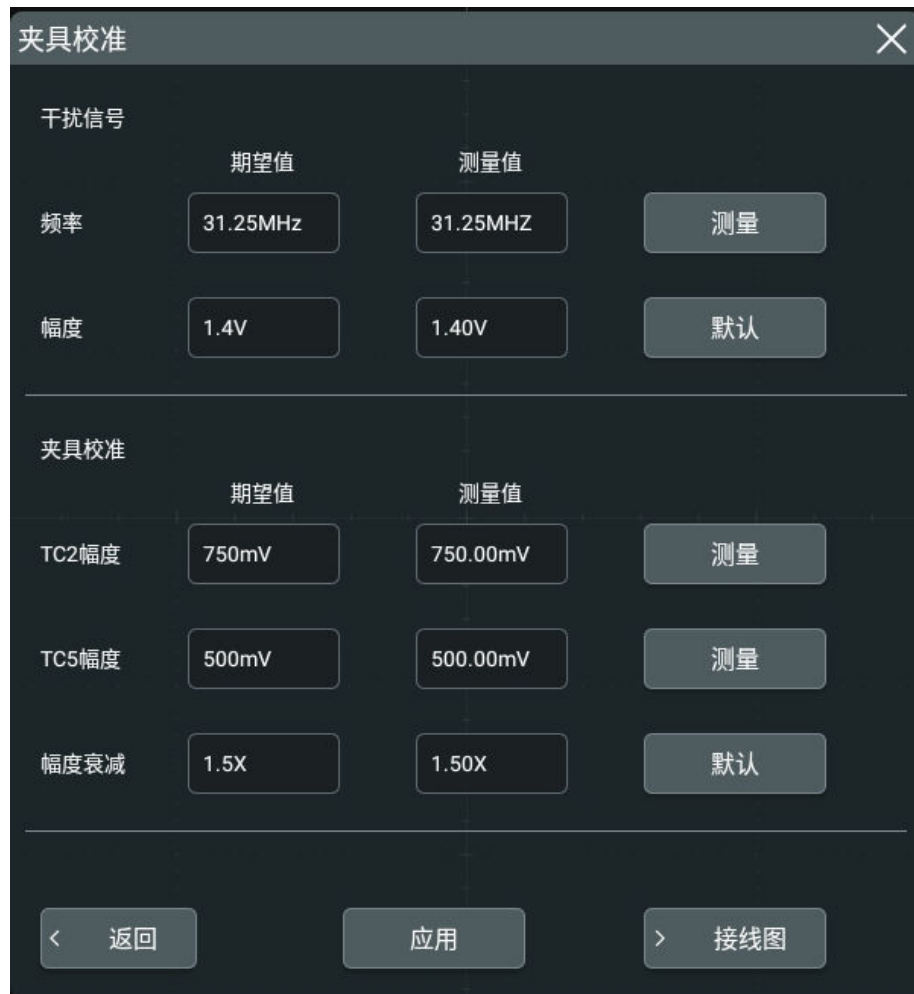 夹具校准
干扰信号
期望值 测量值
频率 31.25MHz 31.25MHZ 测量
幅度 1.4V 1.40V 默认
夹具校准
期望值 测量值
TC2幅度 750mV 750.00mV 测量
TC5幅度 500mV 500.00mV 测量
幅度衰减 1.5X 1.50X 默认
< 返回 应用 > 接线图